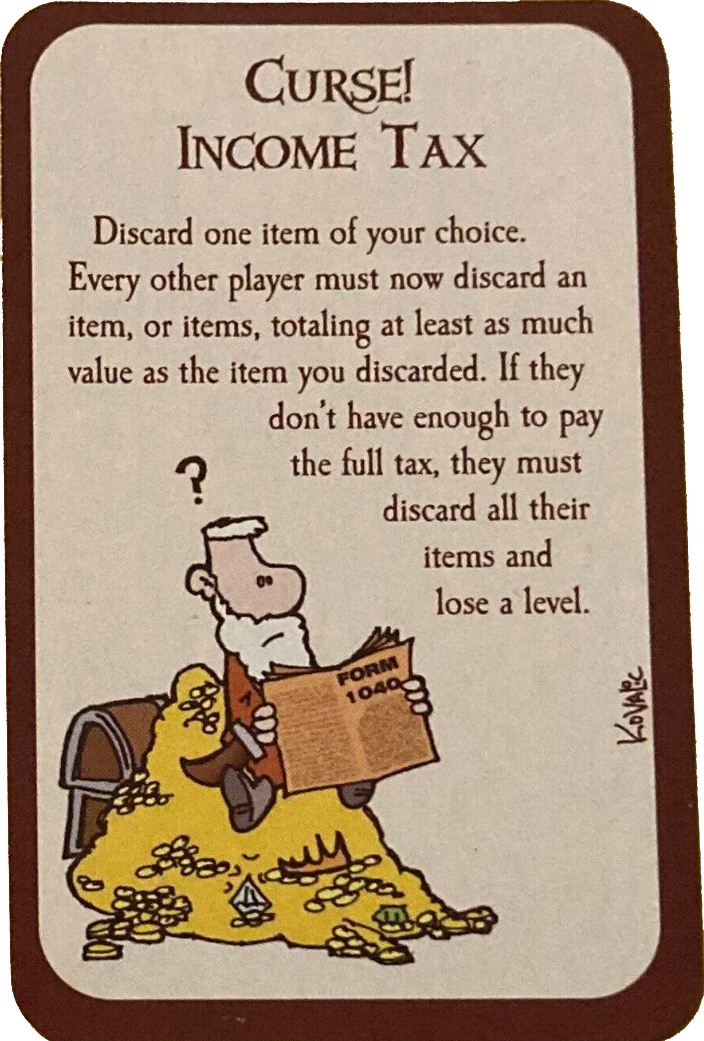 CURSE!
INCOME TAX
Discard one item of your choice.
Every other player must now discard an
item, or items, totaling at least as much
value as the item you discarded. If they
don't have enough to pay
the full tax, they must
discard all their
items and
lose a level.
?
FORM
1040
KOVALIC